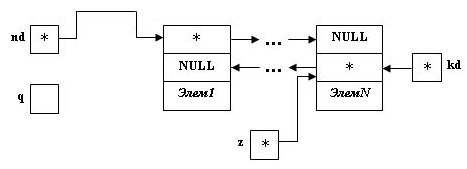 nd * * ... NULL
NULL ... * * kd
q Элем1 ЭлемN
z *